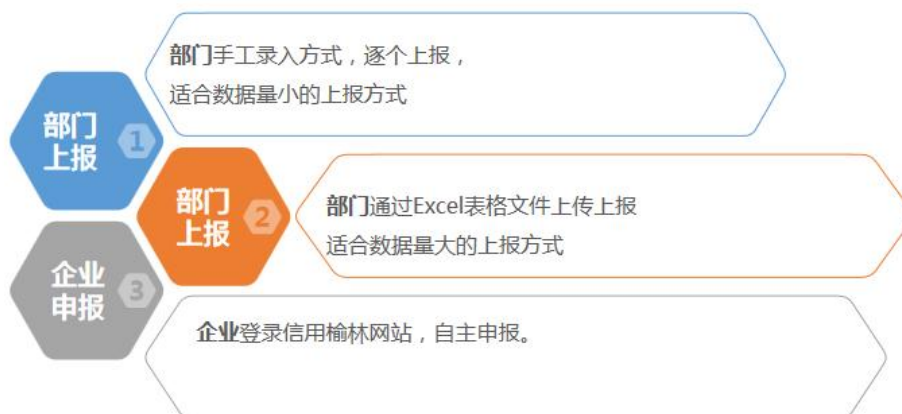 部门手工录入方式，逐个上报，
适合数据量小的上报方式
部门
上报
1
部门
上报
2
部门通过Excel表格文件上传上报
适合数据量大的上报方式
企业
申报
3
企业登录信用榆林网站，自主申报。